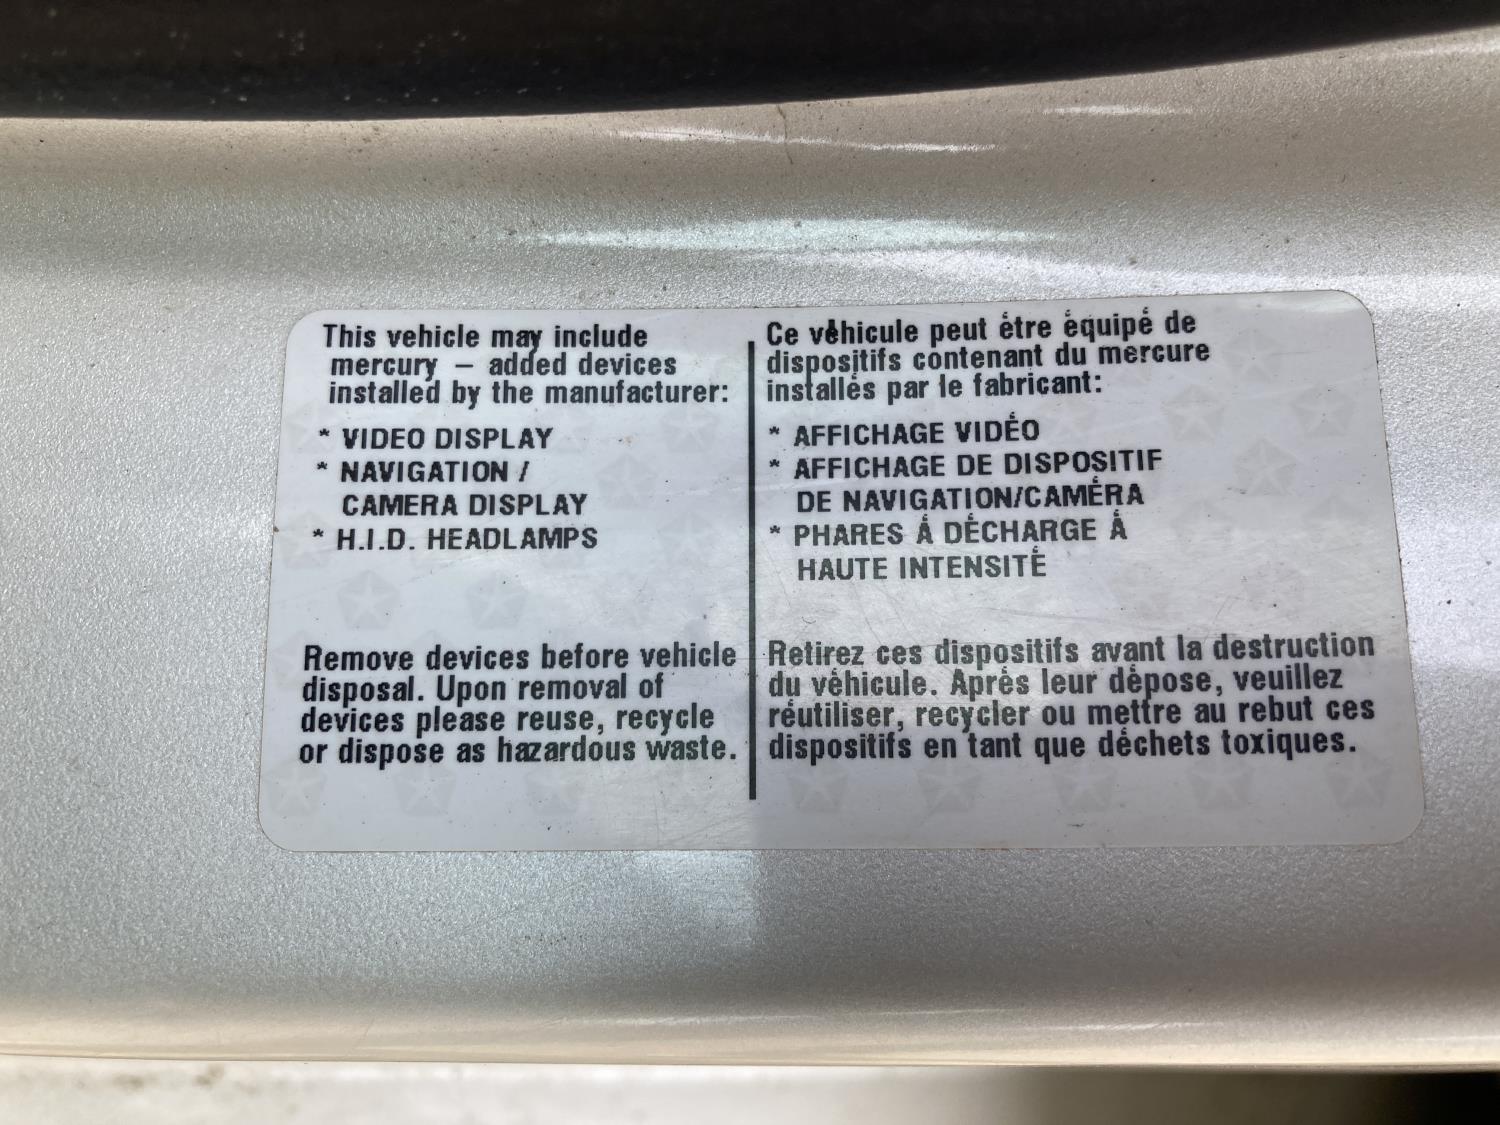 This vehicle may include
mercury – added devices
installed by the manufacturer:
* VIDEO DISPLAY
* NAVIGATION /
CAMERA DISPLAY
* H.I.D. HEADLAMPS
Remove devices before vehicle
disposal. Upon removal of
devices please reuse, recycle
or dispose as hazardous waste.
Ce véhicule peut étre équipé de
dispositifs contenant du mercure
installés par le fabricant:
* AFFICHAGE VIDÉO
* AFFICHAGE DE DISPOSITIF
DE NAVIGATION/CAMÉRA
* PHARES Á DÉCHARGE Á
HAUTE INTENSITÉ
Retirez ces dispositifs avant la destruction
du véhicule. Aprés leur dépose, veuillez
réutiliser, recycler ou mettre au rebut ces
dispositifs en tant que déchets toxiques.